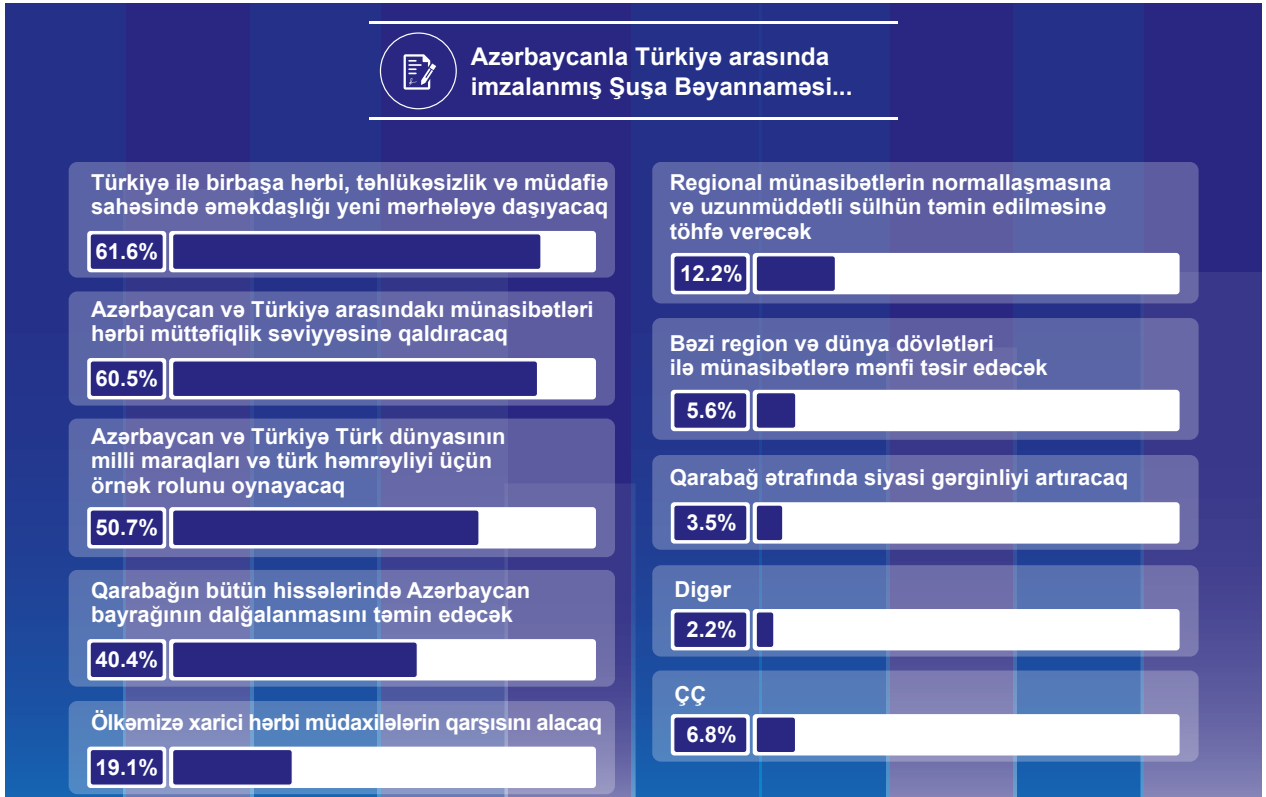 Azərbaycanla Türkiyə arasında
imzalanmış Şuşa Bəyannaməsi...
Türkiyə ilə birbaşa hərbi, təhlükəsizlik və müdafiə
sahəsində əməkdaşlığı yeni mərhələyə daşıyacaq
61.6%
Azərbaycan və Türkiyə arasındakı münasibətləri
hərbi müttəfiqlik səviyyəsinə qaldıracaq
60.5%
Azərbaycan və Türkiyə Türk dünyasının
milli maraqları və türk həmrəyliyi üçün
örnək rolunu oynayacaq
50.7%
Qarabağın bütün hissələrində Azərbaycan
bayrağının dalğalanmasını təmin edəcək
40.4%
Ölkəmizə xarici hərbi müdaxilələrin qarşısını alacaq
19.1%
Regional münasibətlərin normallaşmasına
və uzunmüddətli sülhün təmin edilməsinə
töhfə verəcək
12.2%
Bəzi region və dünya dövlətləri
ilə münasibətlərə mənfi təsir edəcək
5.6%
Qarabağ ətrafında siyasi gərginliyi artıracaq
3.5%
Digər
2.2%
ÇÇ
6.8%